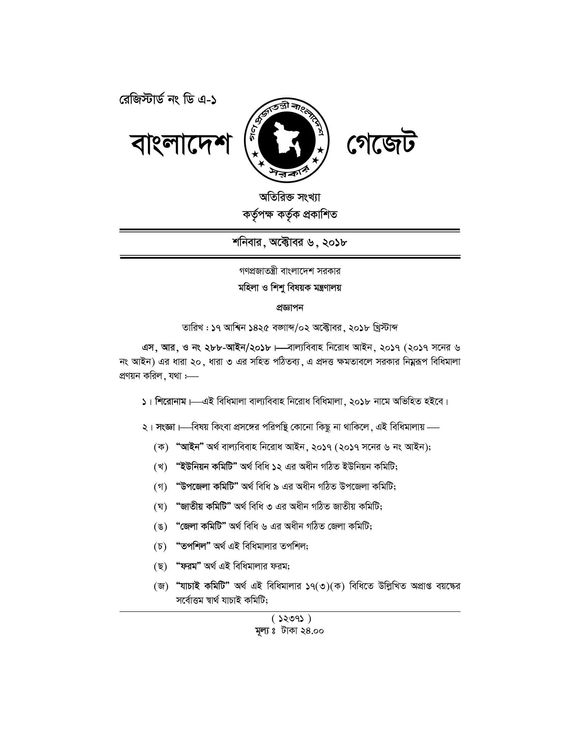 রেজিস্টার্ড নং ডি এ-১
বাংলাদেশ গেজেট
গণপ্রজাতন্ত্রী বাংলাদেশ
সরকার
অতিরিক্ত সংখ্যা
কর্তৃপক্ষ কর্তৃক প্রকাশিত
শনিবার, অক্টোবর ৬, ২০১৮
গণপ্রজাতন্ত্রী বাংলাদেশ সরকার
মহিলা ও শিশু বিষয়ক মন্ত্রণালয়
প্রজ্ঞাপন
তারিখ : ১৭ আশ্বিন ১৪২৫ বঙ্গাব্দ/০২ অক্টোবর, ২০১৮ খ্রিস্টাব্দ
এস, আর, ও নং ২৮৮-আইন/২০১৮।—বাল্যবিবাহ নিরোধ আইন, ২০১৭ (২০১৭ সনের ৬
নং আইন) এর ধারা ২০, ধারা ৩ এর সহিত পঠিতব্য, এ প্রদত্ত ক্ষমতাবলে সরকার নিম্নরূপ বিধিমালা
প্রণয়ন করিল, যথা :—
১। শিরোনাম।—এই বিধিমালা বাল্যবিবাহ নিরোধ বিধিমালা, ২০১৮ নামে অভিহিত হইবে।
২। সংজ্ঞা।—বিষয় কিংবা প্রসঙ্গের পরিপন্থি কোনো কিছু না থাকিলে, এই বিধিমালায় —
(ক) “আইন” অর্থ বাল্যবিবাহ নিরোধ আইন, ২০১৭ (২০১৭ সনের ৬ নং আইন);
(খ) “ইউনিয়ন কমিটি” অর্থ বিধি ১২ এর অধীন গঠিত ইউনিয়ন কমিটি;
(গ) “উপজেলা কমিটি” অর্থ বিধি ৯ এর অধীন গঠিত উপজেলা কমিটি;
(ঘ) “জাতীয় কমিটি” অর্থ বিধি ৩ এর অধীন গঠিত জাতীয় কমিটি;
(ঙ) “জেলা কমিটি” অর্থ বিধি ৬ এর অধীন গঠিত জেলা কমিটি;
(চ) “তপশিল” অর্থ এই বিধিমালার তপশিল;
(ছ) “ফরম” অর্থ এই বিধিমালার ফরম;
(জ) “যাচাই কমিটি” অর্থ এই বিধিমালার ১৭(৩)(ক) বিধিতে উল্লিখিত অপ্রাপ্ত বয়স্কের
সর্বোত্তম স্বার্থ যাচাই কমিটি;
( ১২৩৭১ )
মূল্য ঃ টাকা ২৪.০০